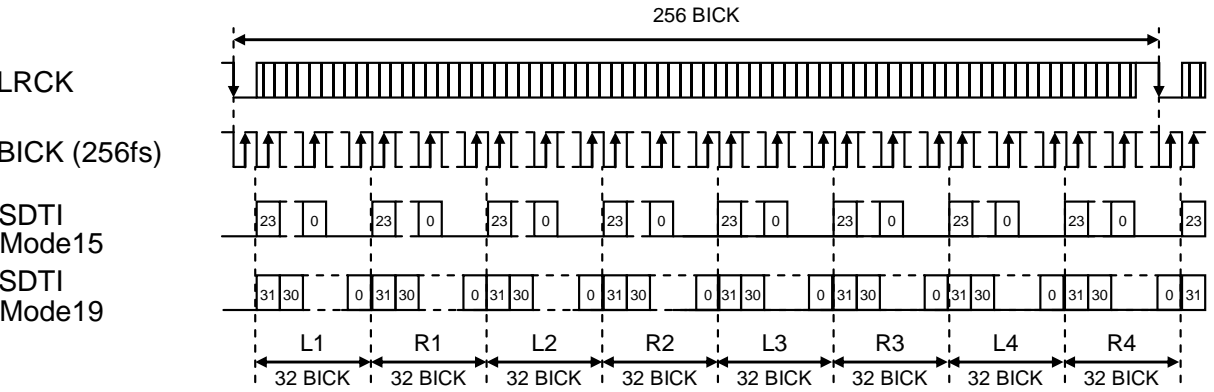 256 BICK
LRCK
BICK (256fs)
SDTI
Mode15
23 0 23 0 23 0 23 0 23 0 23 0 23 0 23 0 23
SDTI
Mode19
31 30 0 31 30 0 31 30 0 31 30 0 31 30 0 31 30 0 31 30 0 31 30 0 31
L1 R1 L2 R2 L3 R3 L4 R4
32 BICK 32 BICK 32 BICK 32 BICK 32 BICK 32 BICK 32 BICK 32 BICK